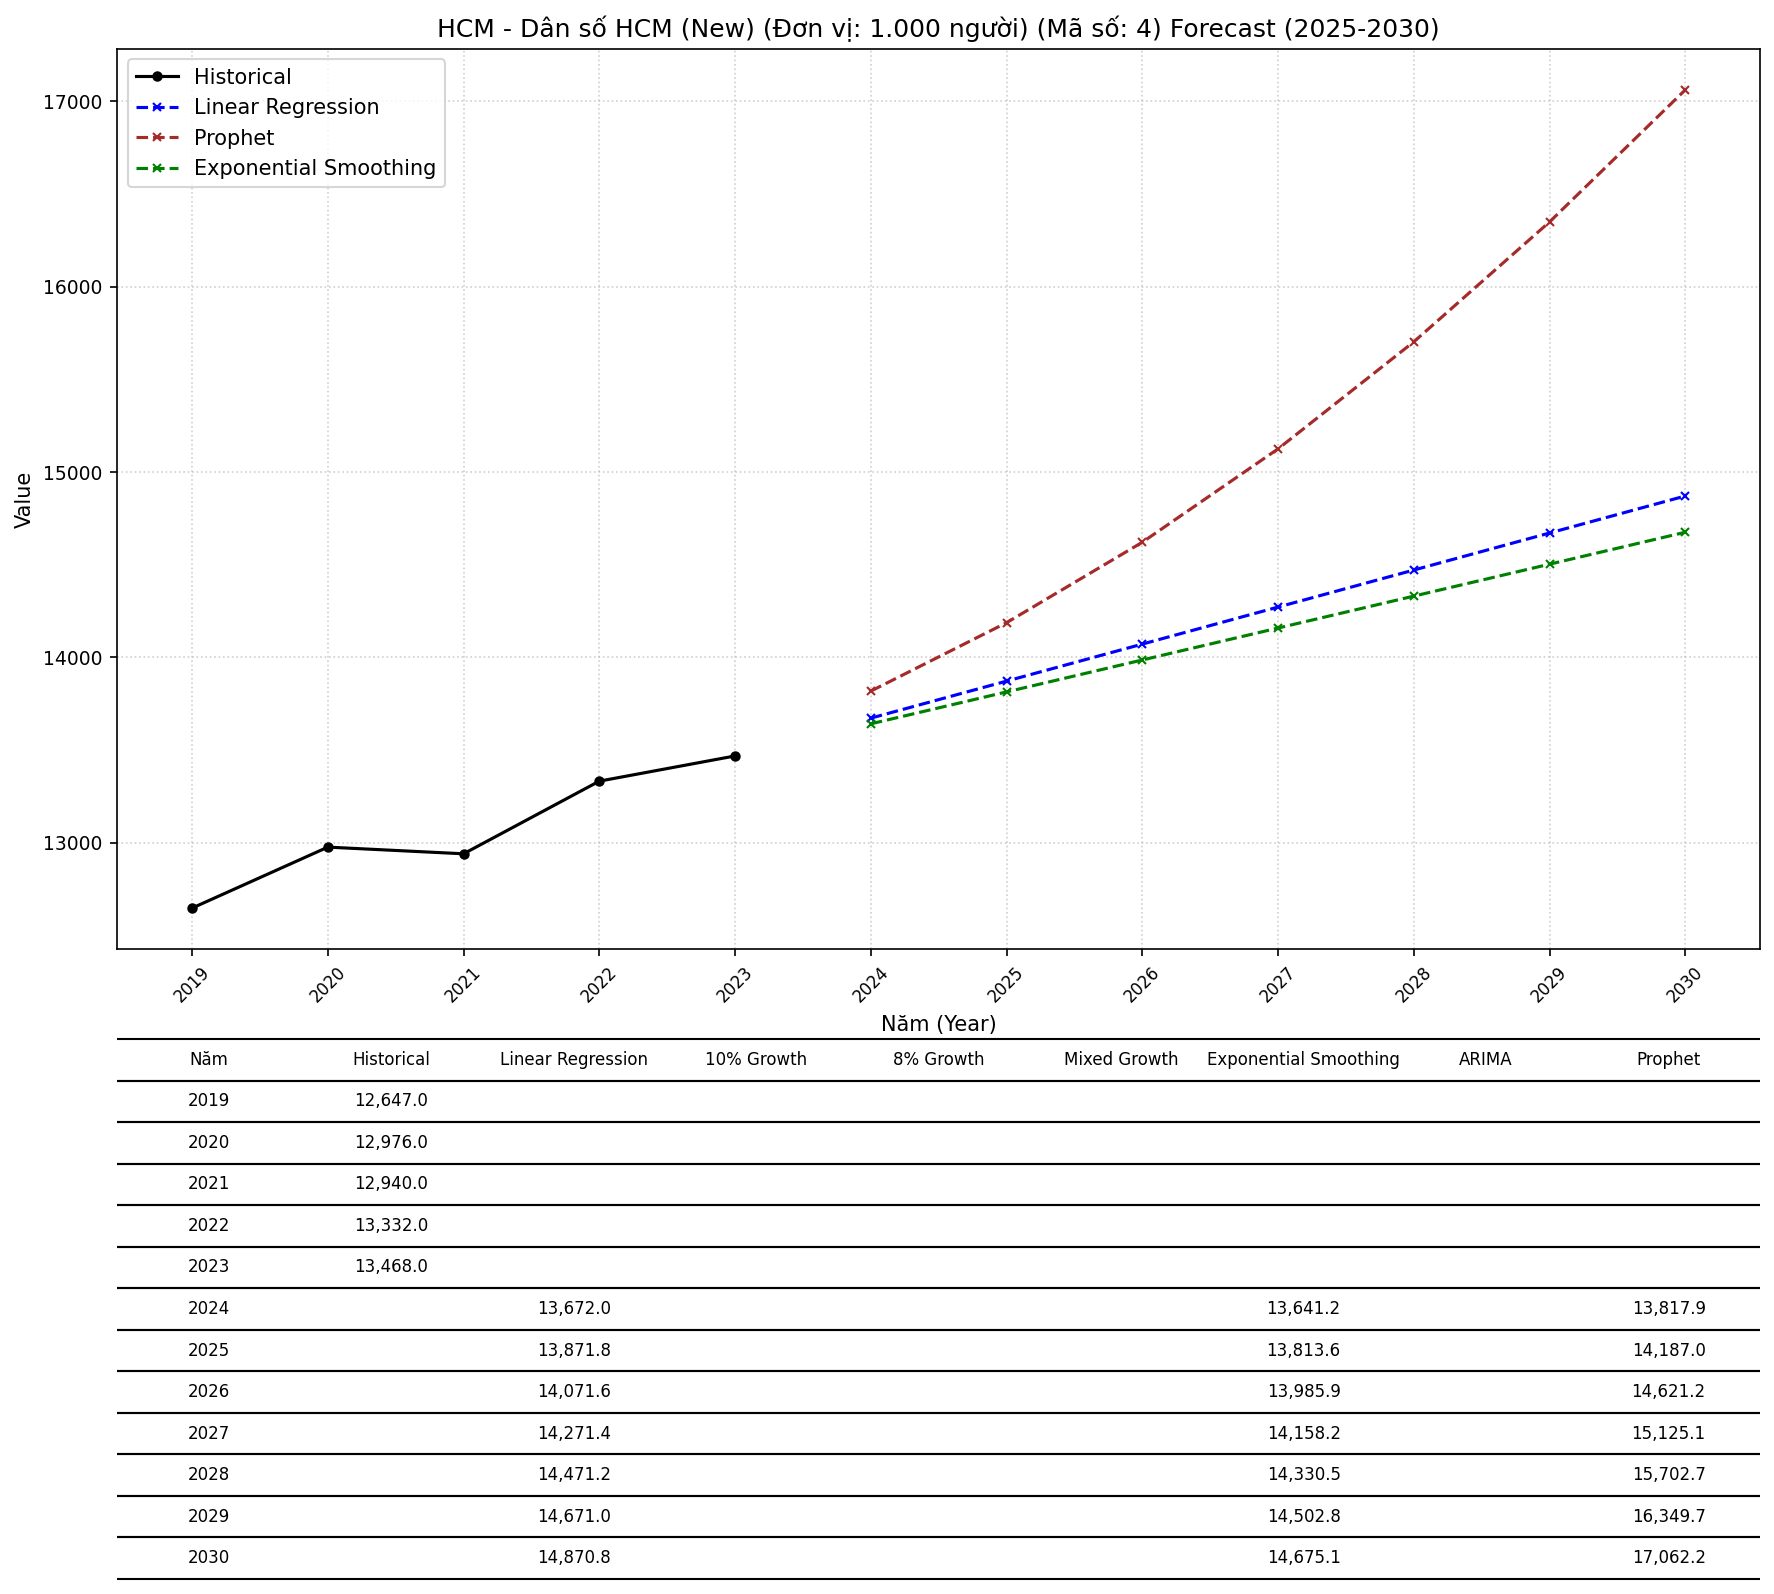 HCM - Dân số HCM (New) (Đơn vị: 1.000 người) (Mã số: 4) Forecast (2025-2030)
Historical
Linear Regression
Prophet
Exponential Smoothing
17000
16000
15000
14000
13000
Value
2019 2020 2021 2022 2023 2024 2025 2026 2027 2028 2029 2030
Năm (Year)
Năm Historical Linear Regression 10% Growth 8% Growth Mixed Growth Exponential Smoothing ARIMA Prophet
2019 12,647.0
2020 12,976.0
2021 12,940.0
2022 13,332.0
2023 13,468.0
2024 13,672.0 13,641.2 13,817.9
2025 13,871.8 13,813.6 14,187.0
2026 14,071.6 13,985.9 14,621.2
2027 14,271.4 14,158.2 15,125.1
2028 14,471.2 14,330.5 15,702.7
2029 14,671.0 14,502.8 16,349.7
2030 14,870.8 14,675.1 17,062.2